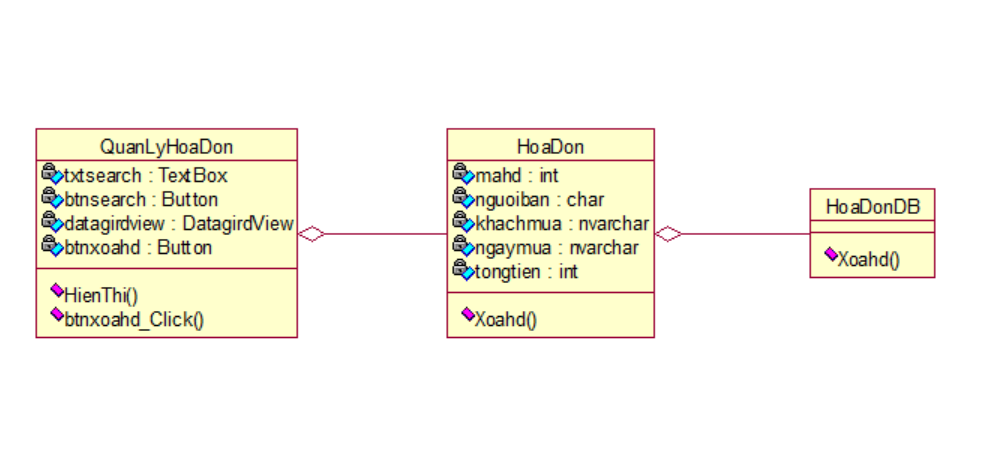 QuanLyHoaDon
txtsearch : TextBox
btnsearch : Button
datagirdview : DatagirdView
btnxoahd : Button
HienThi()
btnxoahd_Click()
HoaDon
mahd : int
nguoiban : char
khachmua : nvarchar
ngaymua : nvarchar
tongtien : int
Xoahd()
HoaDonDB
Xoahd()